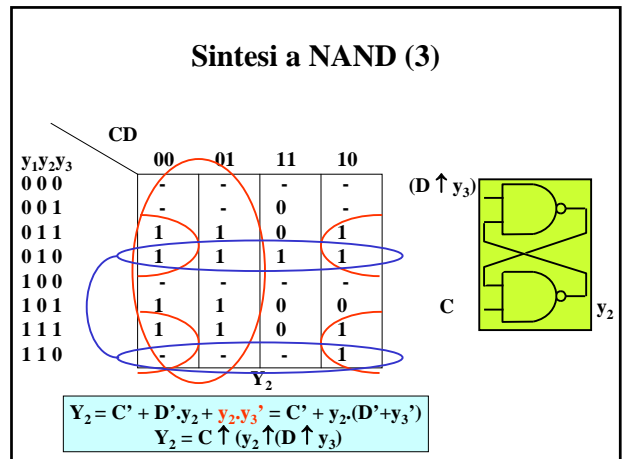 Sintesi a NAND (3)
CD
y₁y₂y₃ 00 01 11 10
0 0 0 - - - -
0 0 1 - - 0 -
0 1 1 1 1 0 1
0 1 0 1 1 1 1
1 0 0 - - - -
1 0 1 1 1 0 0
1 1 1 1 1 0 1
1 1 0 - - - 1
Y₂
(D ↑ y₃)
C
y₂
Y₂ = C’ + D’.y₂ + y₂.y₃’ = C’ + y₂.(D’+y₃’)
Y₂ = C ↑ (y₂ ↑(D ↑ y₃)